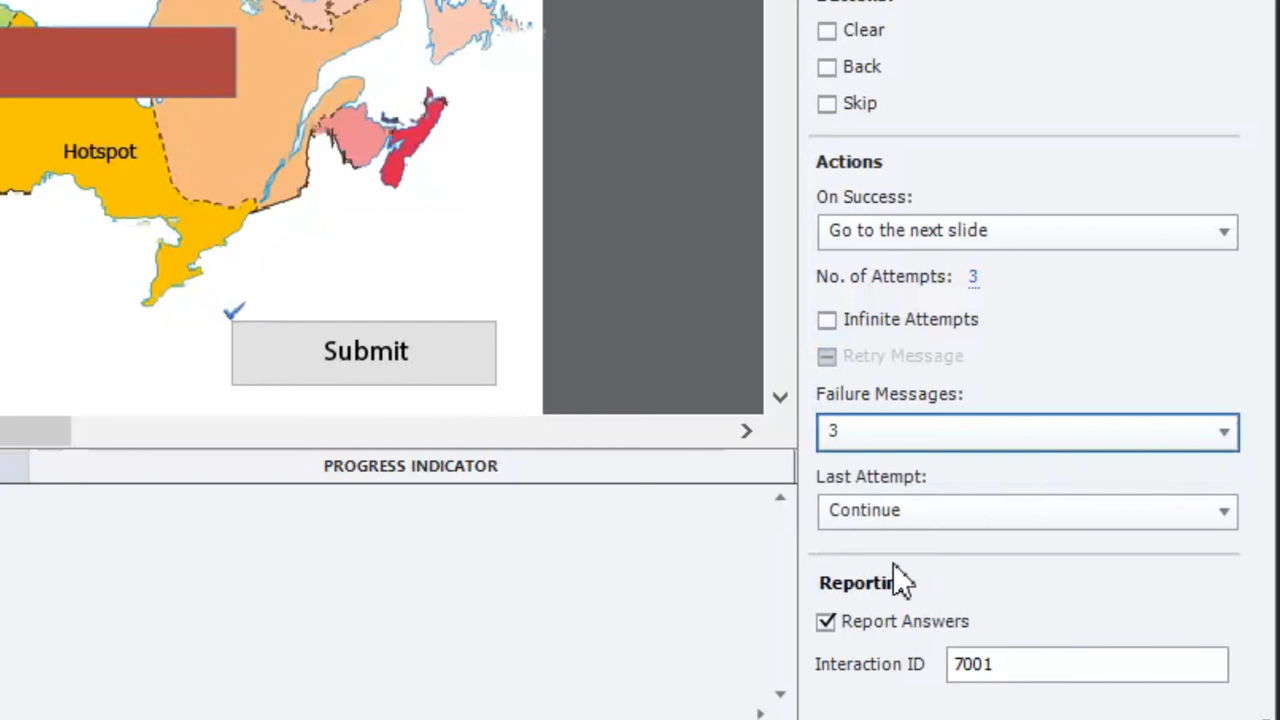 Clear
Back
Skip
Hotspot
Actions
On Success:
Go to the next slide
No. of Attempts: 3
Infinite Attempts
Submit
Retry Message
Failure Messages:
3
PROGRESS INDICATOR
Last Attempt:
Continue
Report Answers
Interaction ID 7001